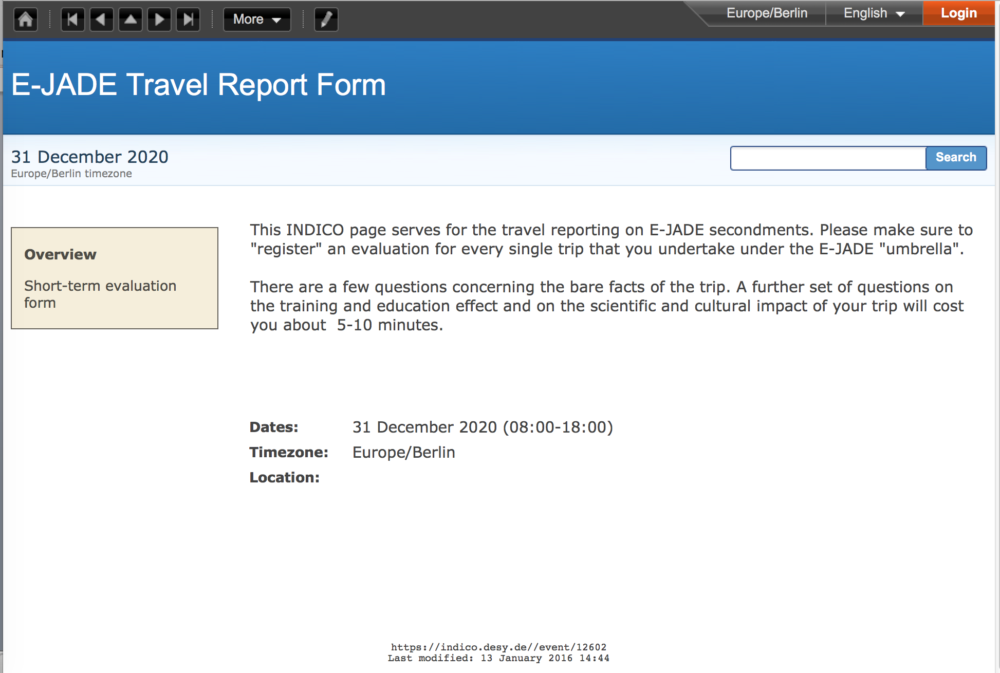 More
Europe/Berlin
English
Login
E-JADE Travel Report Form
31 December 2020
Europe/Berlin timezone
Search
Overview
Short-term evaluation
form
This INDICO page serves for the travel reporting on E-JADE secondments. Please make sure to
"register" an evaluation for every single trip that you undertake under the E-JADE "umbrella".
There are a few questions concerning the bare facts of the trip. A further set of questions on
the training and education effect and on the scientific and cultural impact of your trip will cost
you about  5-10 minutes.
Dates: 31 December 2020 (08:00-18:00)
Timezone: Europe/Berlin
Location:
https://indico.desy.de//event/12602
Last modified: 13 January 2016 14:44